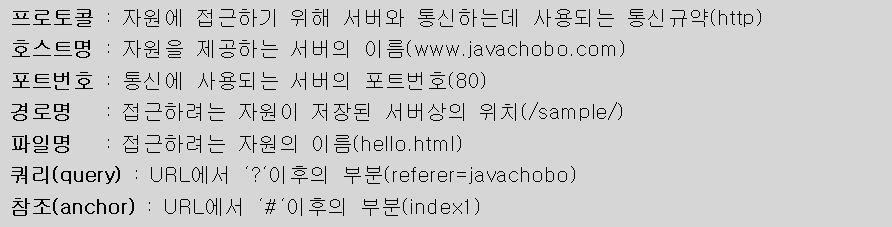 프로토콜 : 자원에 접근하기 위해 서버와 통신하는데 사용되는 통신규약(http)
호스트명 : 자원을 제공하는 서버의 이름(www.javachobo.com)
포트번호 : 통신에 사용되는 서버의 포트번호(80)
경로명 : 접근하려는 자원이 저장된 서버상의 위치(/sample/)
파일명 : 접근하려는 자원의 이름(hello.html)
쿼리(query) : URL에서 '?'이후의 부분(referer=javachobo)
참조(anchor) : URL에서 '#'이후의 부분(index1)